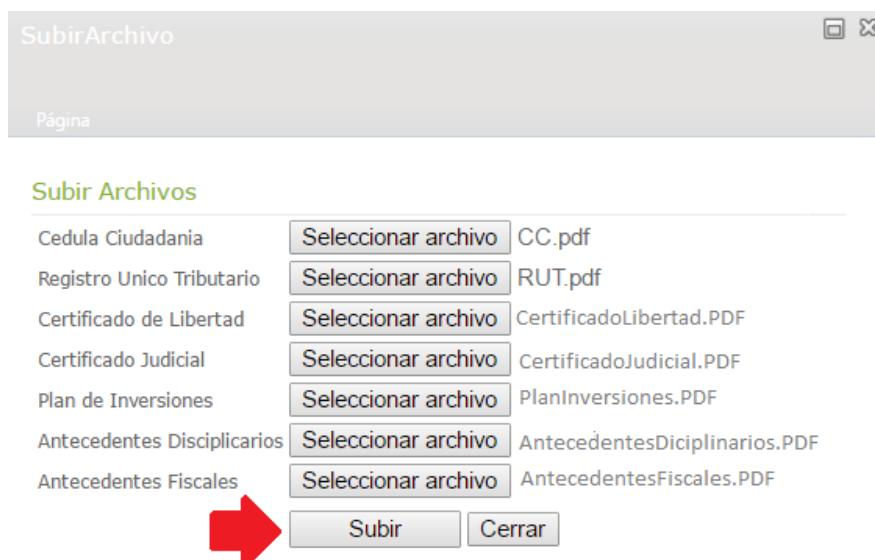 SubirArchivo
Página
Subir Archivos
Cedula Ciudadania Seleccionar archivo CC.pdf
Registro Unico Tributario Seleccionar archivo RUT.pdf
Certificado de Libertad Seleccionar archivo CertificadoLibertad.PDF
Certificado Judicial Seleccionar archivo CertificadoJudicial.PDF
Plan de Inversiones Seleccionar archivo PlanInversiones.PDF
Antecedentes Disciplicarios Seleccionar archivo AntecedentesDiciplinarios.PDF
Antecedentes Fiscales Seleccionar archivo AntecedentesFiscales.PDF
Subir Cerrar